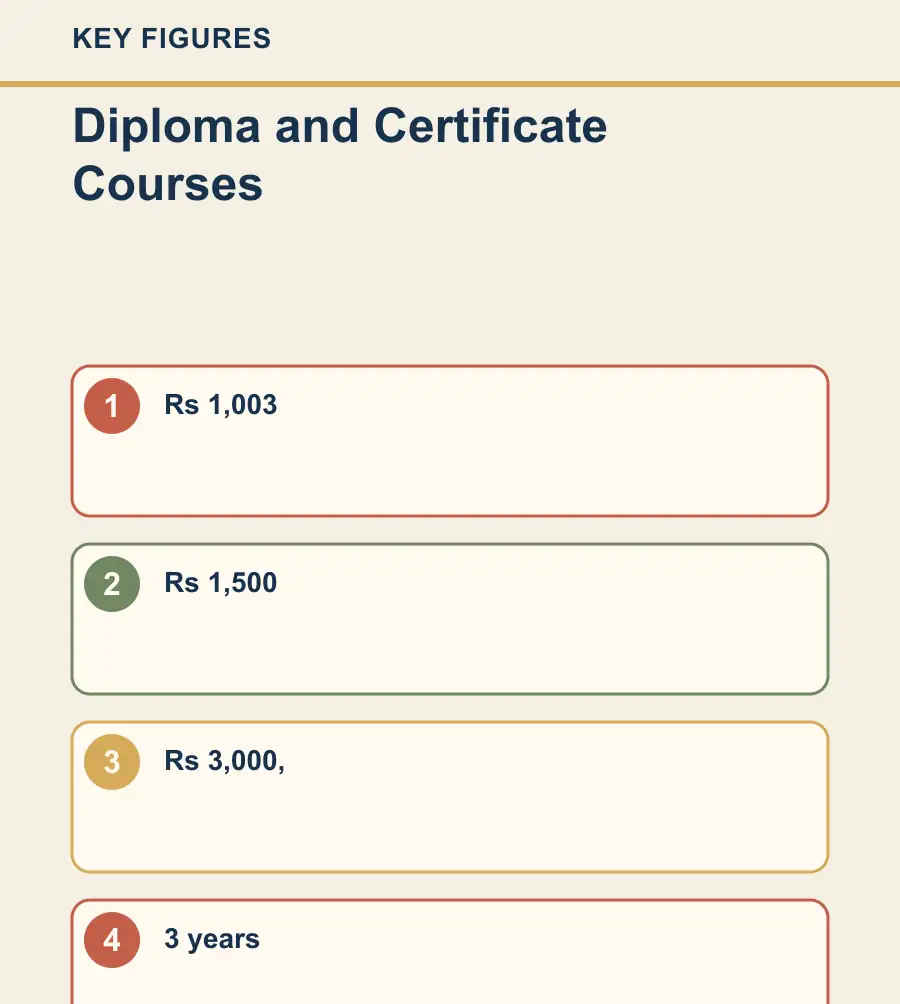 KEY FIGURES
Diploma and Certificate
Courses
1 Rs 1,003
2 Rs 1,500
3 Rs 3,000,
4 3 years